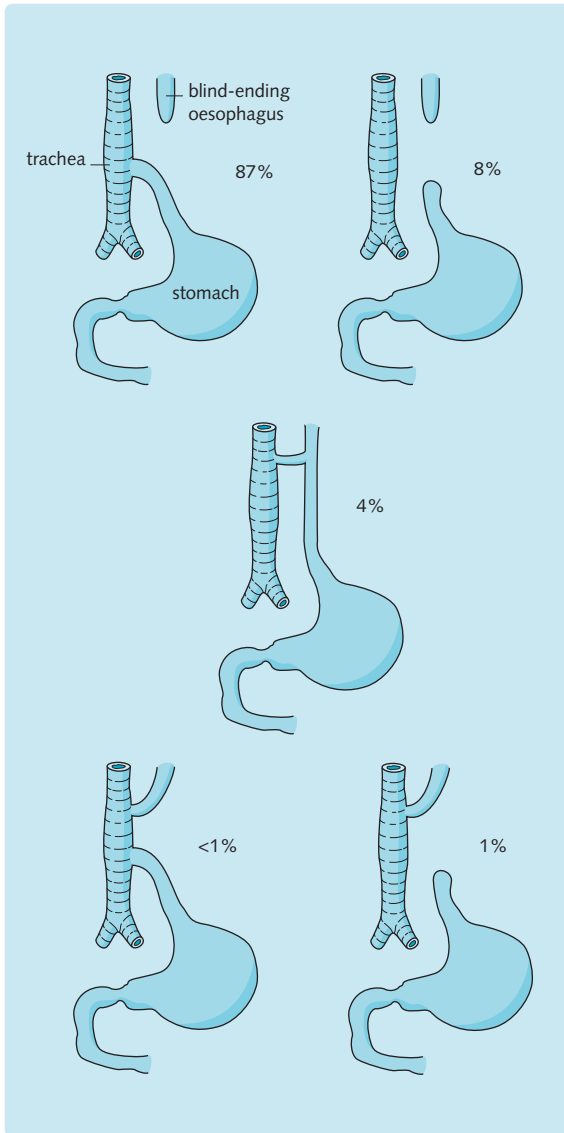 blind-ending
oesophagus
trachea
87%
8%
stomach
4%
<1%
1%